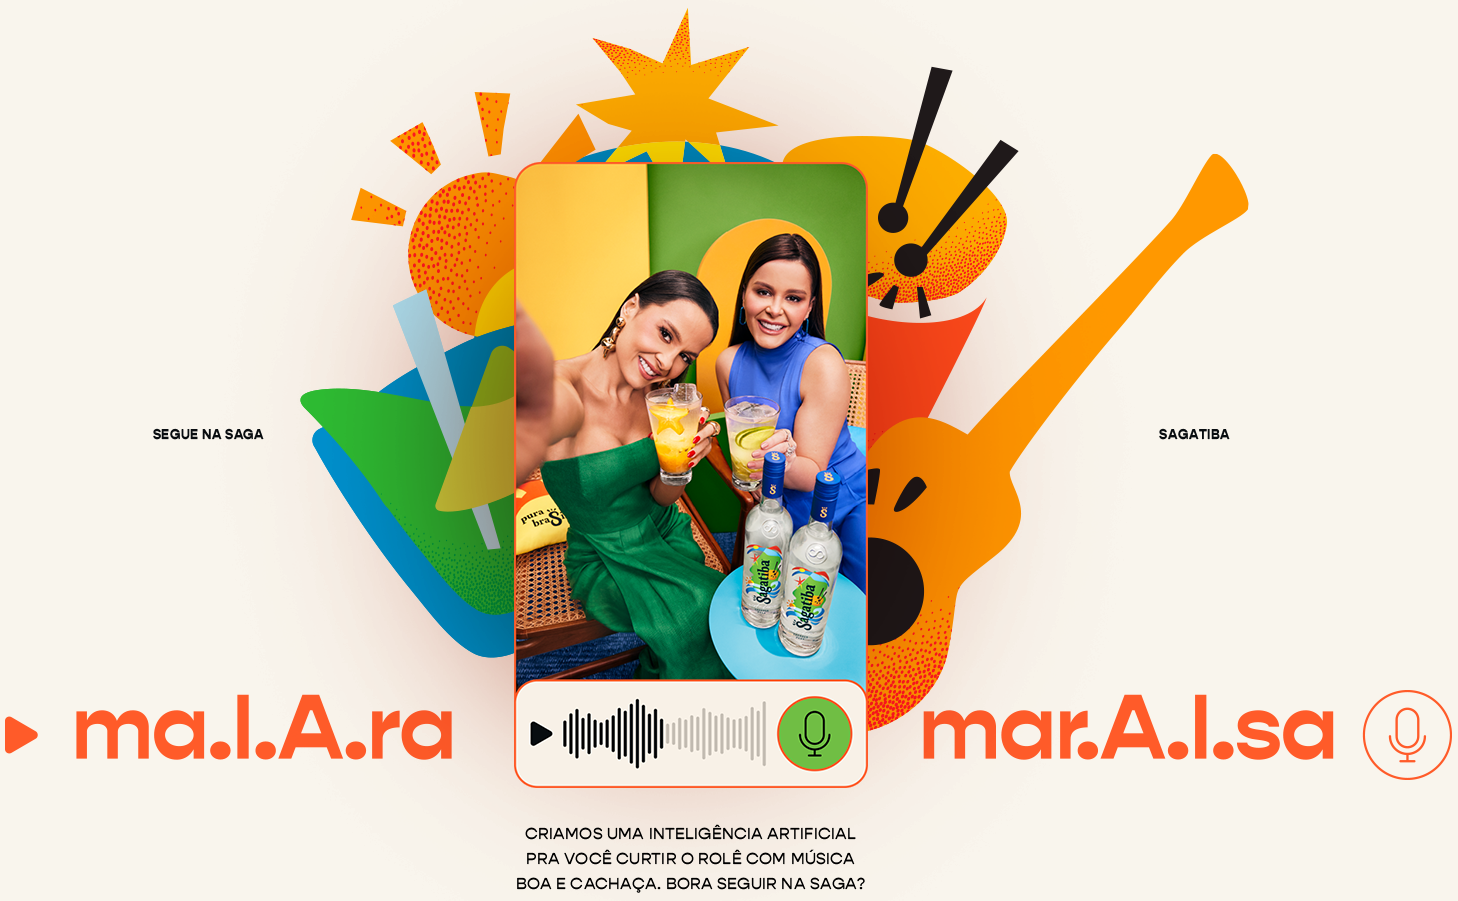 SEGUE NA SAGA
SAGATIBA
pura
brasil
Sagatiba
Sagatiba
ma.I.A.ra
mar.A.I.sa
CRIAMOS UMA INTELIGÊNCIA ARTIFICIAL
PRA VOCÊ CURTIR O ROLÊ COM MÚSICA
BOA E CACHAÇA. BORA SEGUIR NA SAGA?